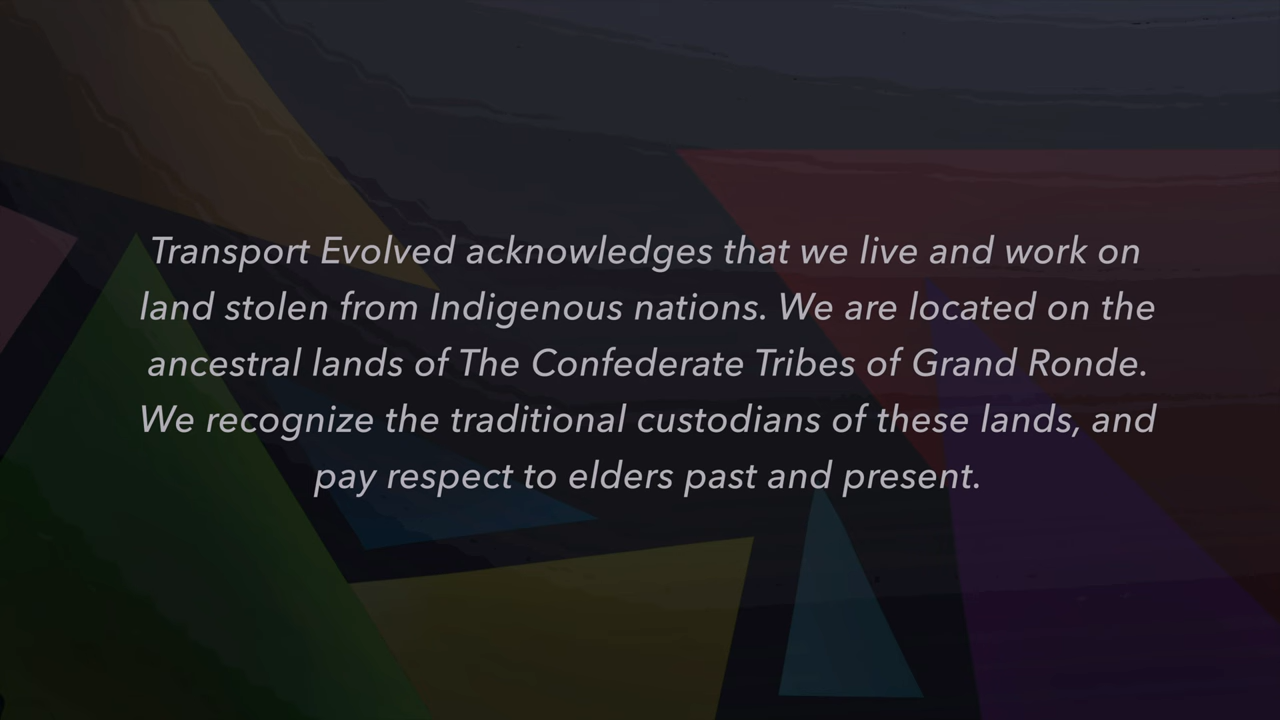 Transport Evolved acknowledges that we live and work on
land stolen from Indigenous nations. We are located on the
ancestral lands of The Confederate Tribes of Grand Ronde.
We recognize the traditional custodians of these lands, and
pay respect to elders past and present.